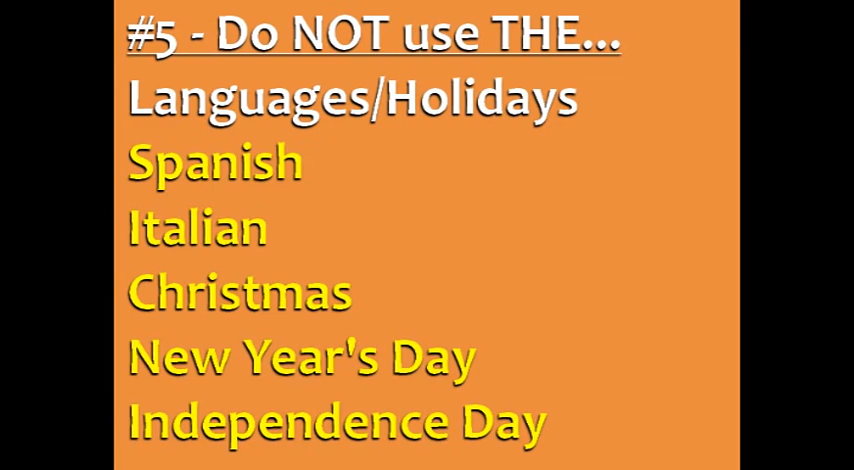 #5 - Do NOT use THE...
Languages/Holidays
Spanish
Italian
Christmas
New Year's Day
Independence Day